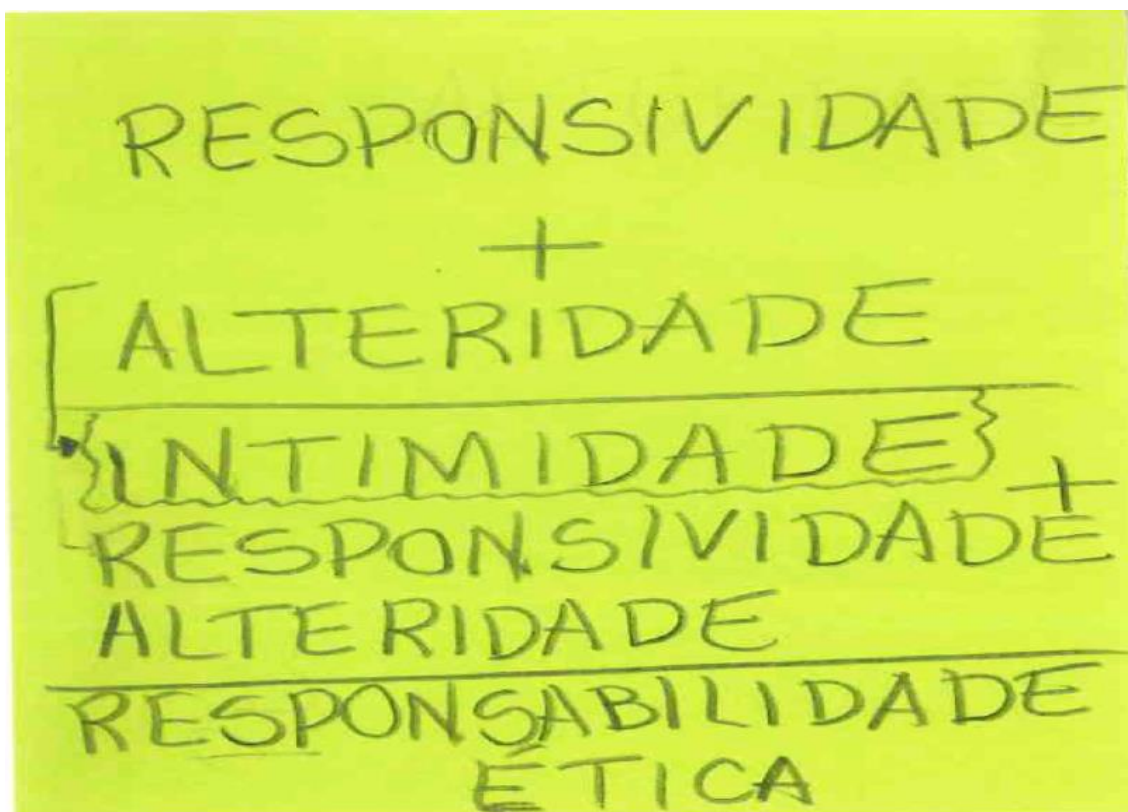 RESPONSIVIDADE
+
ALTERIDADE
INTIMIDADE +
RESPONSIVIDADE
ALTERIDADE
RESPONSABILIDADE
ÉTICA